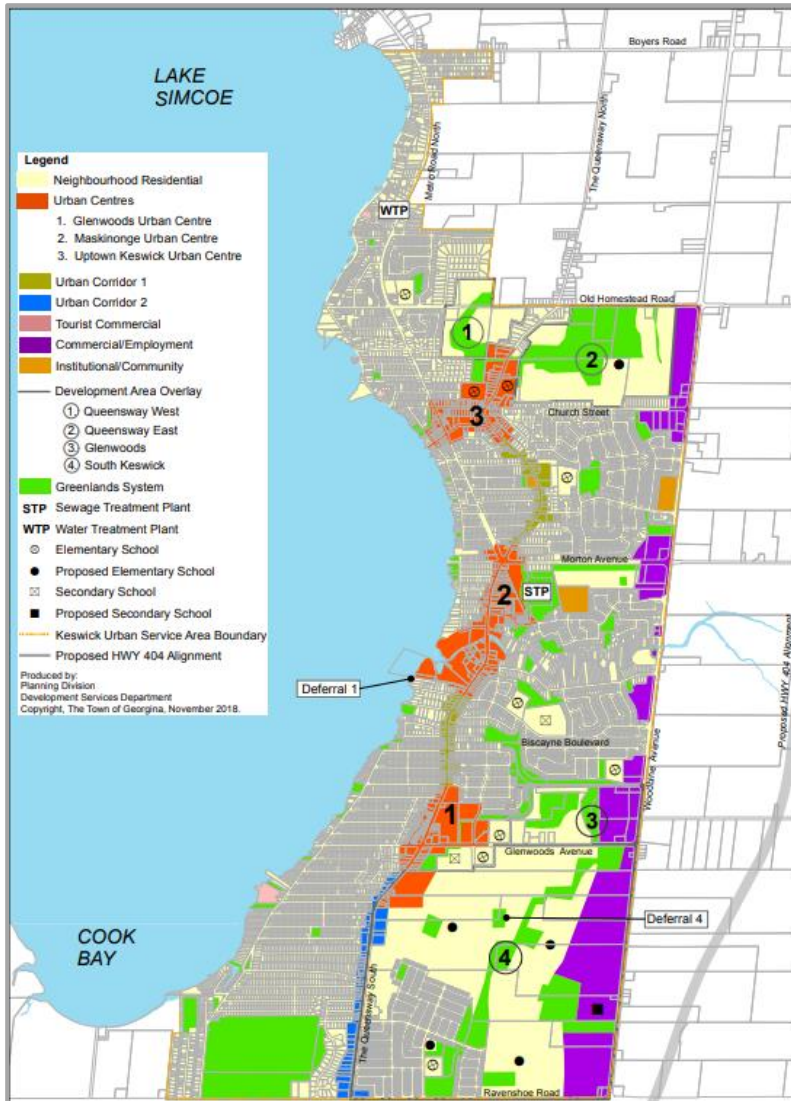 LAKE
SIMCOE
Boyers Road
Metro Road North
The Queensway North
Legend
Neighbourhood Residential
Urban Centres
1. Glenwoods Urban Centre
2. Maskinonge Urban Centre
3. Uptown Keswick Urban Centre
Urban Corridor 1
Urban Corridor 2
Tourist Commercial
Commercial/Employment
Institutional/Community
Development Area Overlay
1 Queensway West
2 Queensway East
3 Glenwoods
4 South Keswick
Greenlands System
STP Sewage Treatment Plant
WTP Water Treatment Plant
Elementary School
Proposed Elementary School
Secondary School
Proposed Secondary School
Keswick Urban Service Area Boundary
Proposed HWY 404 Alignment
Produced by:
Planning Division
Development Services Department
Copyright, The Town of Georgina, November 2018.
WTP
Old Homestead Road
1
2
3
Church Street
Morton Avenue
2
STP
Deferral 1
Biscayne Boulevard
Woodbine Avenue
Proposed HWY 404 Alignment
1
3
Glenwoods Avenue
Deferral 4
COOK
BAY
4
The Queensway South
Ravenshoe Road